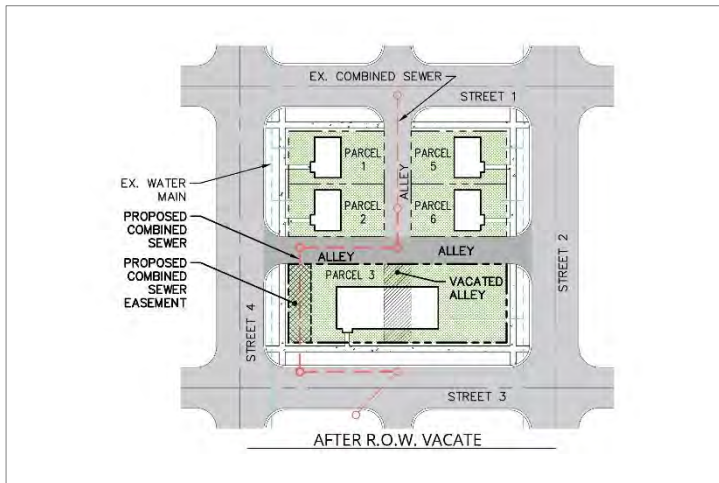 EX. COMBINED SEWER
STREET 1
PARCEL
1
PARCEL
5
ALLEY
EX. WATER
MAIN
PARCEL
2
PARCEL
6
PROPOSED
COMBINED
SEWER
ALLEY
ALLEY
STREET 2
PROPOSED
COMBINED
SEWER
EASEMENT
PARCEL 3
VACATED
ALLEY
STREET 4
STREET 3
AFTER R.O.W. VACATE